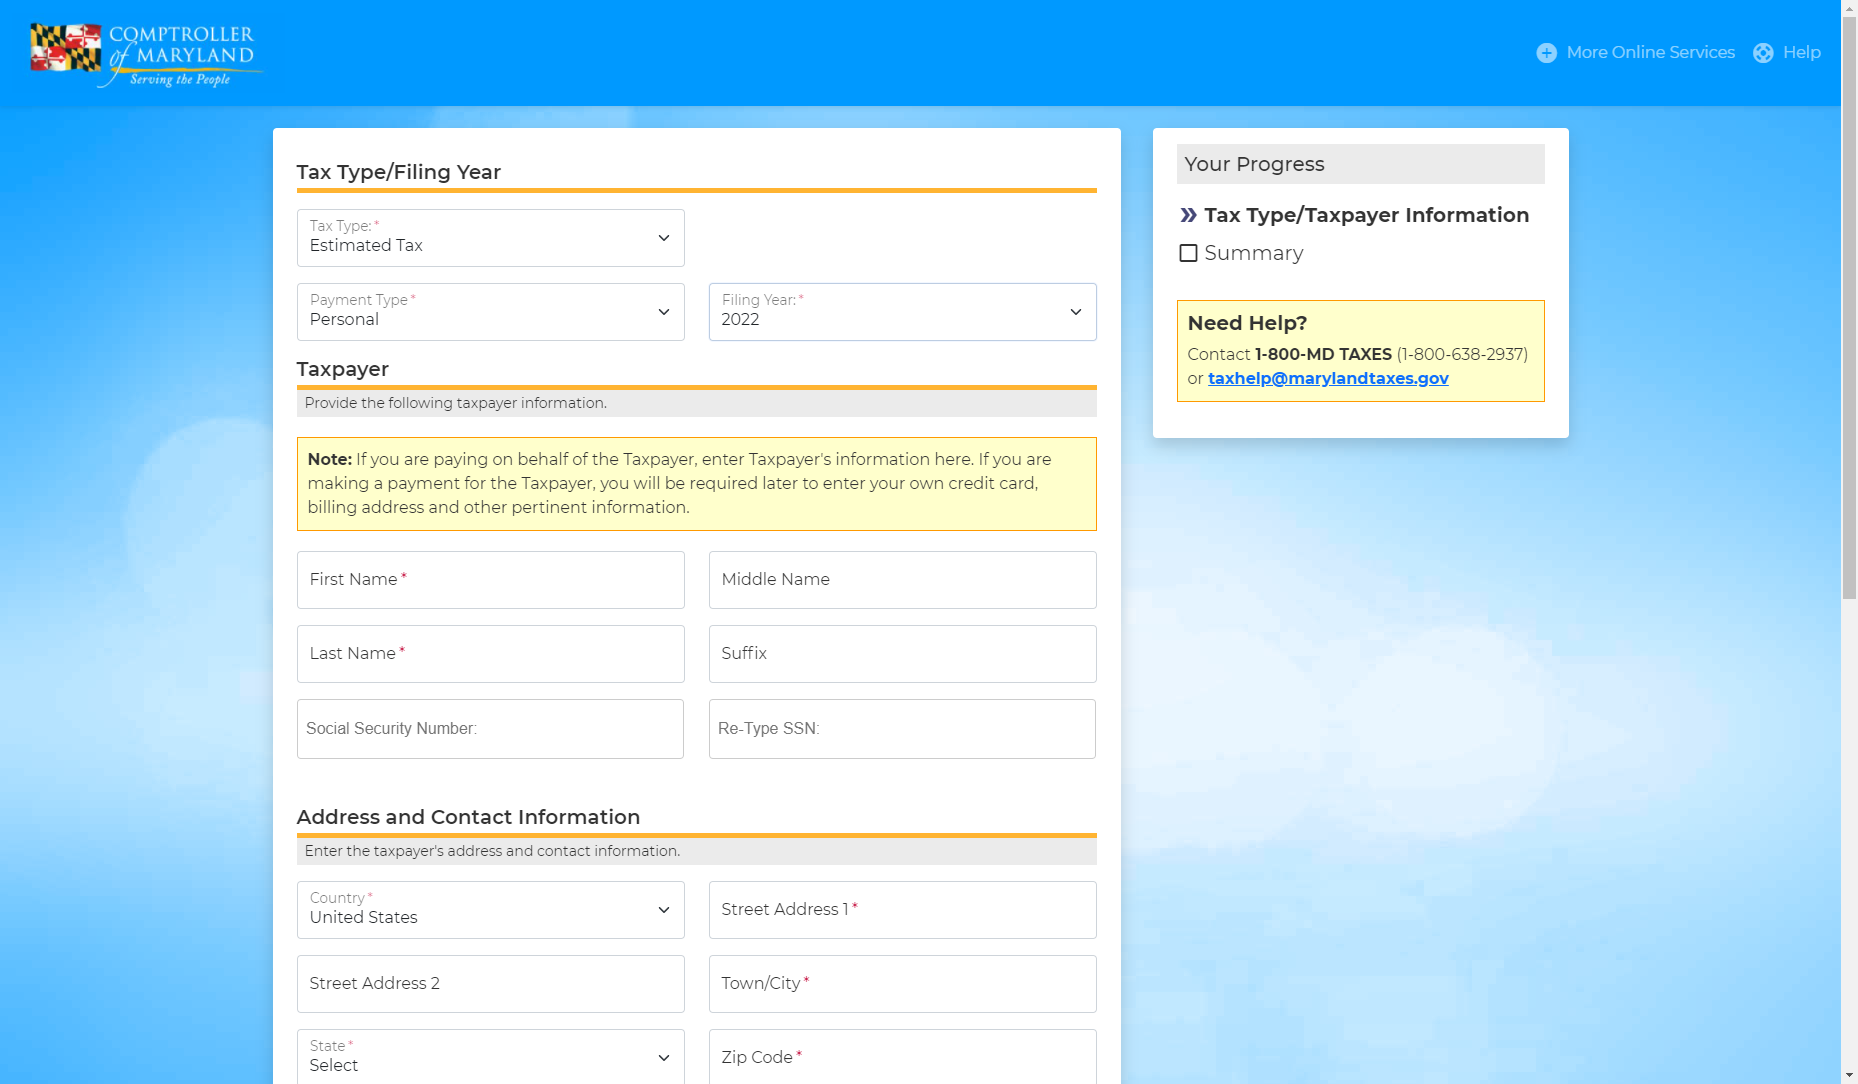 COMPTROLLER
of MARYLAND
Serving the People
More Online Services
Help
Tax Type/Filing Year
Tax Type:*
Estimated Tax
Payment Type*
Personal
Filing Year:*
2022
Taxpayer
Provide the following taxpayer information.
Note: If you are paying on behalf of the Taxpayer, enter Taxpayer's information here. If you are
making a payment for the Taxpayer, you will be required later to enter your own credit card,
billing address and other pertinent information.
First Name*
Middle Name
Last Name*
Suffix
Social Security Number:
Re-Type SSN:
Address and Contact Information
Enter the taxpayer's address and contact information.
Country*
United States
Street Address 1*
Street Address 2
Town/City*
State*
Select
Zip Code*
Your Progress
Tax Type/Taxpayer Information
Summary
Need Help?
Contact 1-800-MD TAXES (1-800-638-2937)
or taxhelp@marylandtaxes.gov